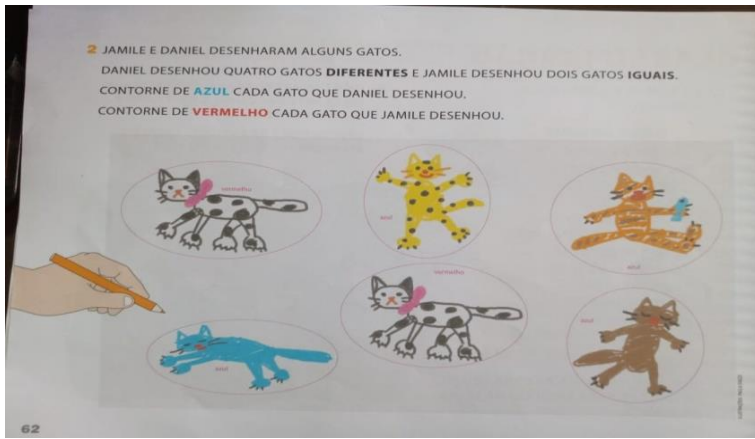 2 JAMILE E DANIEL DESENHARAM ALGUNS GATOS.
DANIEL DESENHOU QUATRO GATOS DIFERENTES E JAMILE DESENHOU DOIS GATOS IGUAIS.
CONTORNE DE AZUL CADA GATO QUE DANIEL DESENHOU.
CONTORNE DE VERMELHO CADA GATO QUE JAMILE DESENHOU.
vermelho
azul
azul
vermelho
azul
azul
62